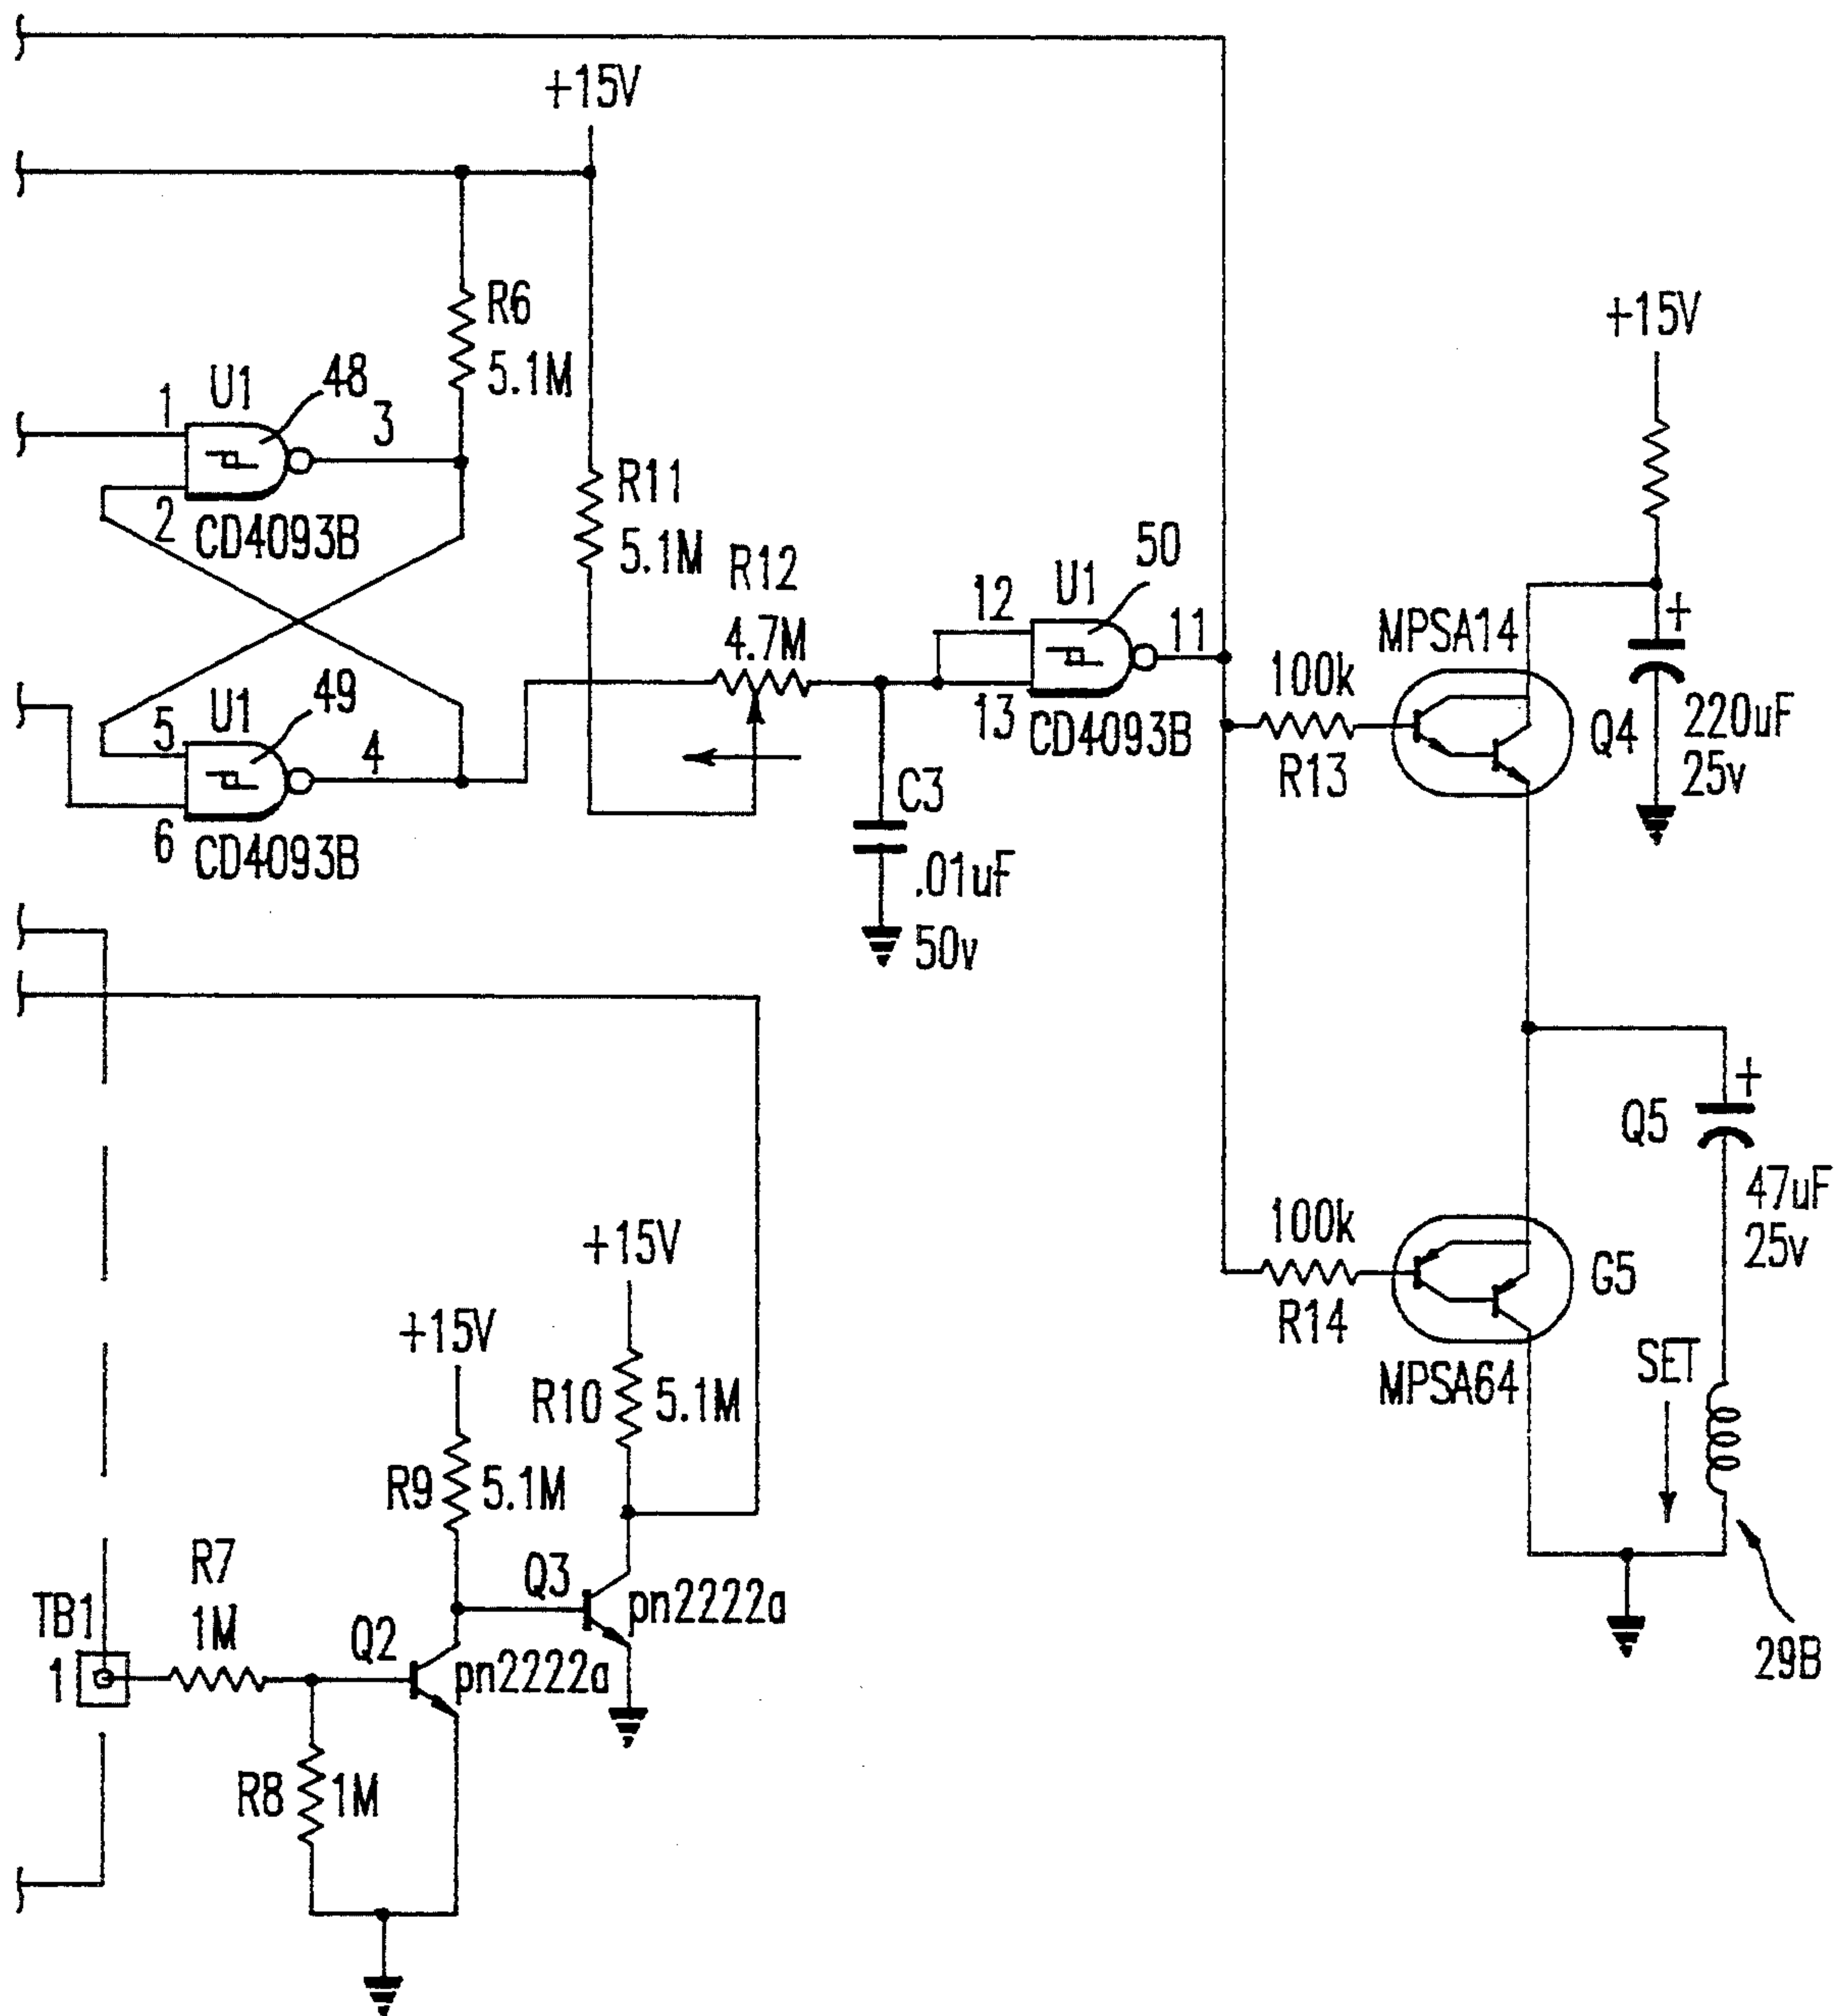 +15V
R6
5.1M
+15V
U1
48
1
3
2
CD4093B
R11
5.1M
R12
4.7M
U1
50
12
11
13
CD4093B
MPSA14
100k
R13
Q4
220uF
25v
U1
49
5
4
6
CD4093B
C3
.01uF
50v
Q5
47uF
25v
100k
R14
G5
MPSA64
SET
29B
+15V
+15V
R10
5.1M
R9
5.1M
R7
1M
TB1
1
Q2
pn2222a
Q3
pn2222a
R8
1M
+
+